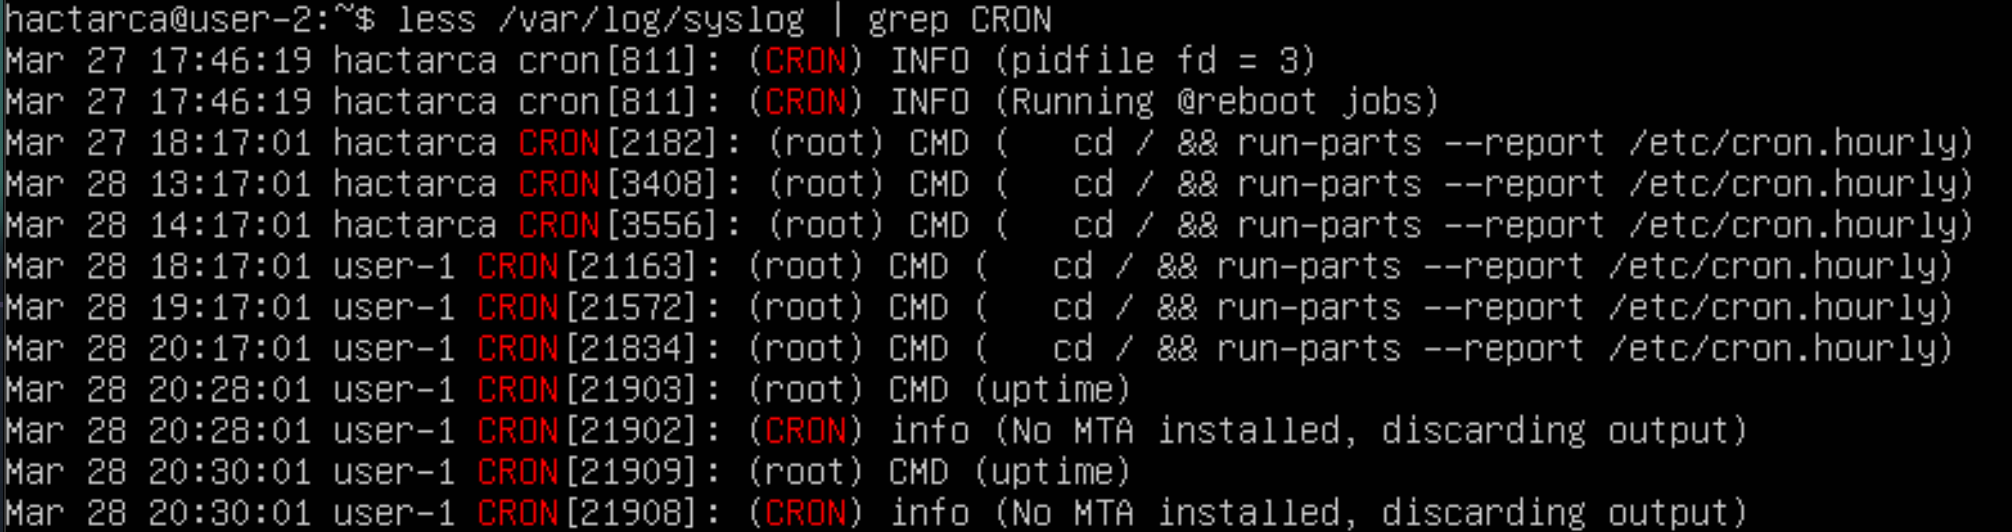 hactarca@user-2:~$ less /var/log/syslog | grep CRON
Mar 27 17:46:19 hactarca cron[811]: (CRON) INFO (pidfile fd = 3)
Mar 27 17:46:19 hactarca cron[811]: (CRON) INFO (Running @reboot jobs)
Mar 27 18:17:01 hactarca CRON[2182]: (root) CMD (   cd / && run-parts --report /etc/cron.hourly)
Mar 28 13:17:01 hactarca CRON[3408]: (root) CMD (   cd / && run-parts --report /etc/cron.hourly)
Mar 28 14:17:01 hactarca CRON[3556]: (root) CMD (   cd / && run-parts --report /etc/cron.hourly)
Mar 28 18:17:01 user-1 CRON[21163]: (root) CMD (   cd / && run-parts --report /etc/cron.hourly)
Mar 28 19:17:01 user-1 CRON[21572]: (root) CMD (   cd / && run-parts --report /etc/cron.hourly)
Mar 28 20:17:01 user-1 CRON[21834]: (root) CMD (   cd / && run-parts --report /etc/cron.hourly)
Mar 28 20:28:01 user-1 CRON[21903]: (root) CMD (uptime)
Mar 28 20:28:01 user-1 CRON[21902]: (CRON) info (No MTA installed, discarding output)
Mar 28 20:30:01 user-1 CRON[21909]: (root) CMD (uptime)
Mar 28 20:30:01 user-1 CRON[21908]: (CRON) info (No MTA installed, discarding output)